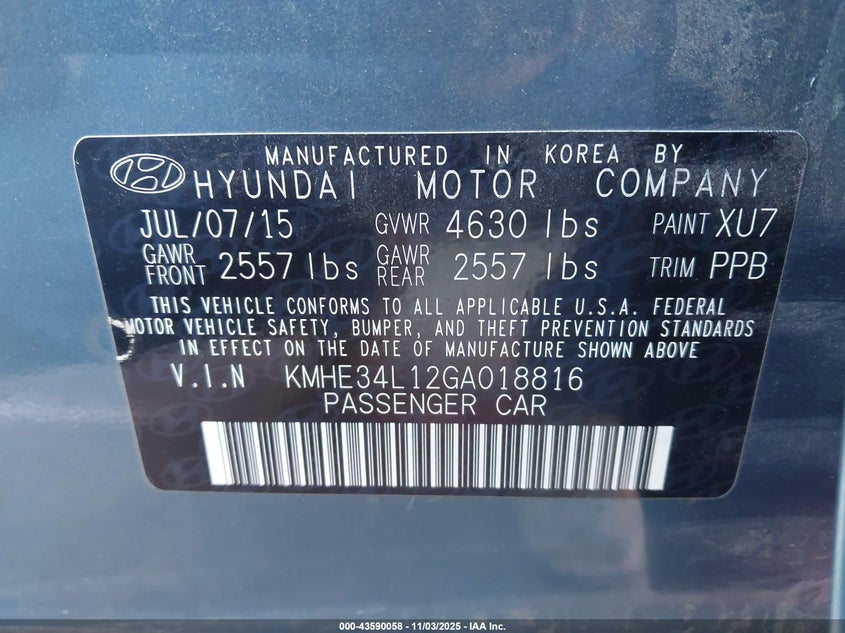 MANUFACTURED IN KOREA BY
HYUNDAI MOTOR COMPANY
JUL/07/15 GVWR 4630 lbs PAINT XU7
GAWR FRONT 2557 lbs GAWR REAR 2557 lbs TRIM PPB
THIS VEHICLE CONFORMS TO ALL APPLICABLE U.S.A. FEDERAL
MOTOR VEHICLE SAFETY, BUMPER, AND THEFT PREVENTION STANDARDS
IN EFFECT ON THE DATE OF MANUFACTURE SHOWN ABOVE
V.I.N KMHE34L12GA018816
PASSENGER CAR
000-43590058 - 11/03/2025 - IAA Inc.